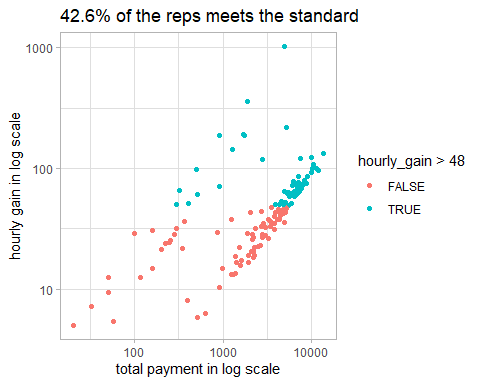 42.6% of the reps meets the standard
1000
100
10
hourly gain in log scale
100
1000
10000
total payment in log scale
hourly_gain > 48
FALSE
TRUE